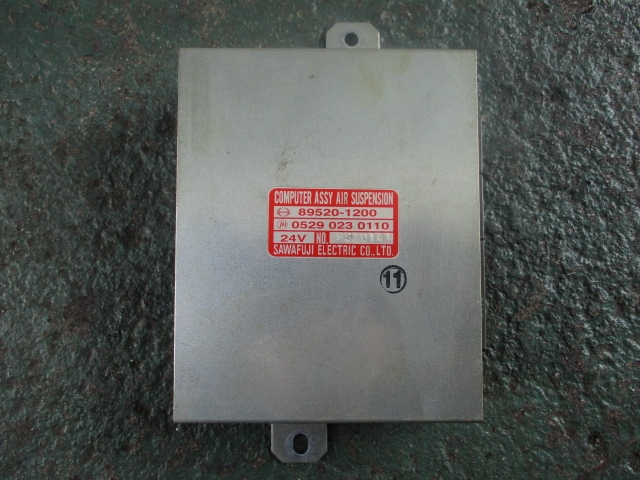 COMPUTER ASSY AIR SUSPENSION
89520-1200
0529 023 0110
24V NO.
SAWAFUJI ELECTRIC CO.,LTD.
11